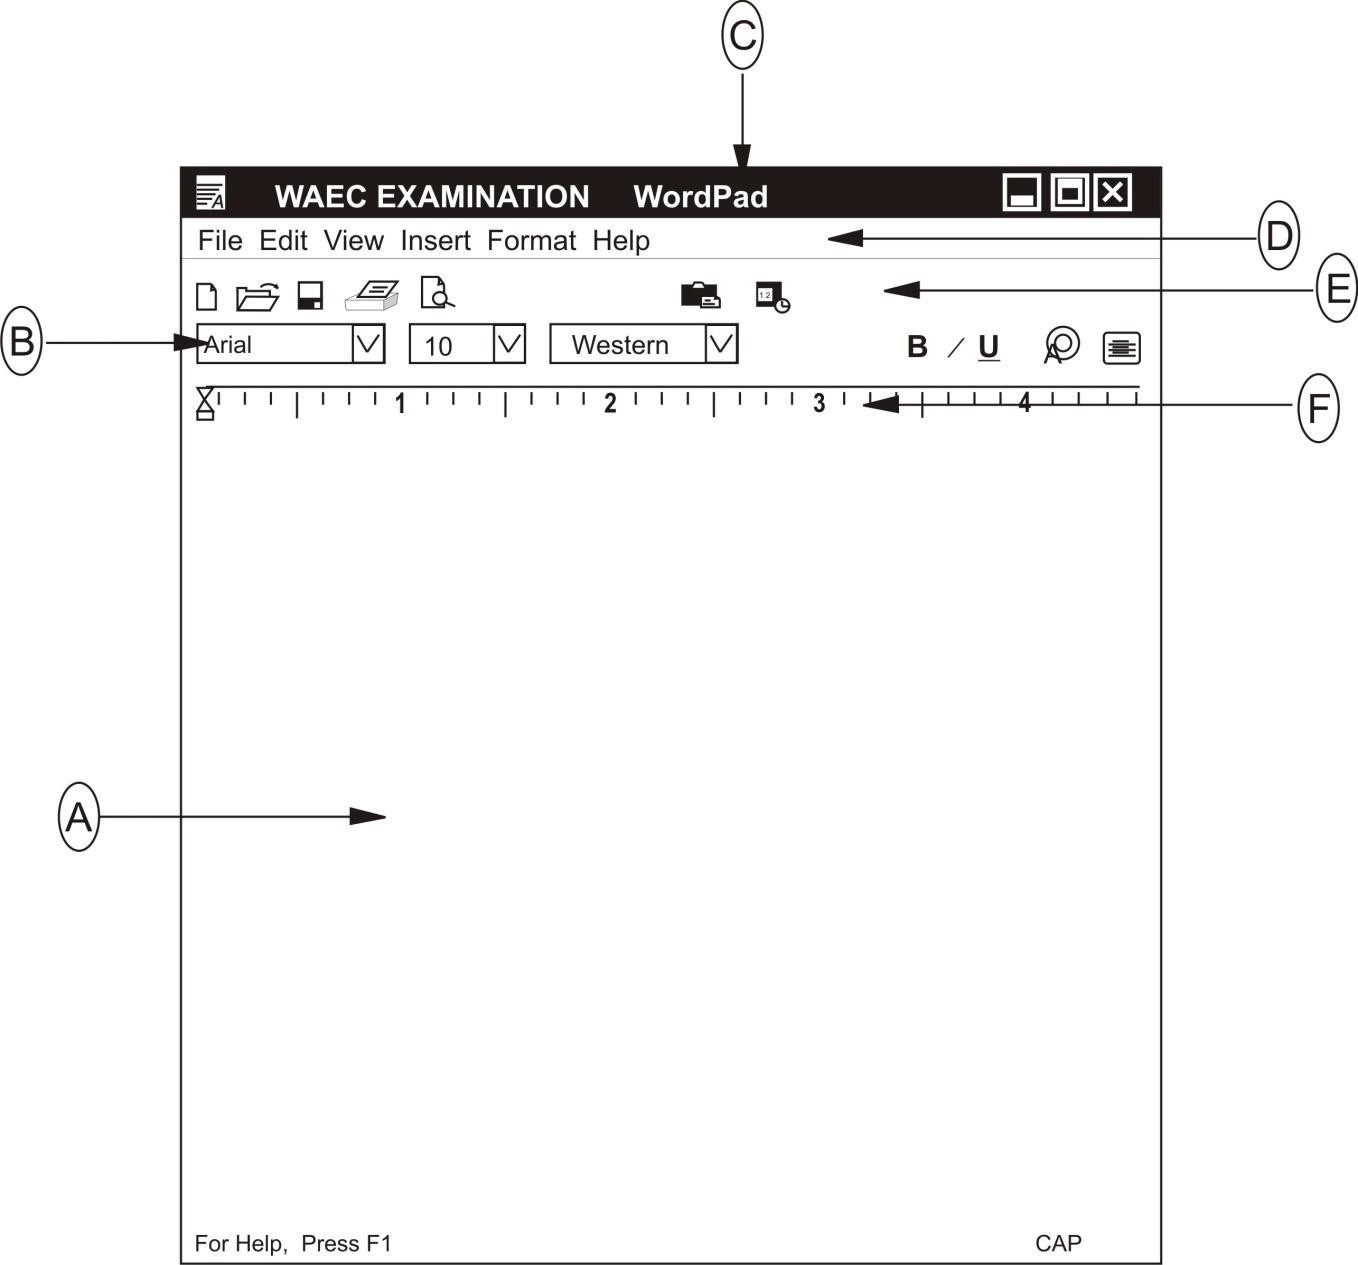 C
WAEC EXAMINATION WordPad
File Edit View Insert Format Help
D
E
12
B
Arial 10 Western B / U A
1 2 3 4
F
A
For Help, Press F1 CAP